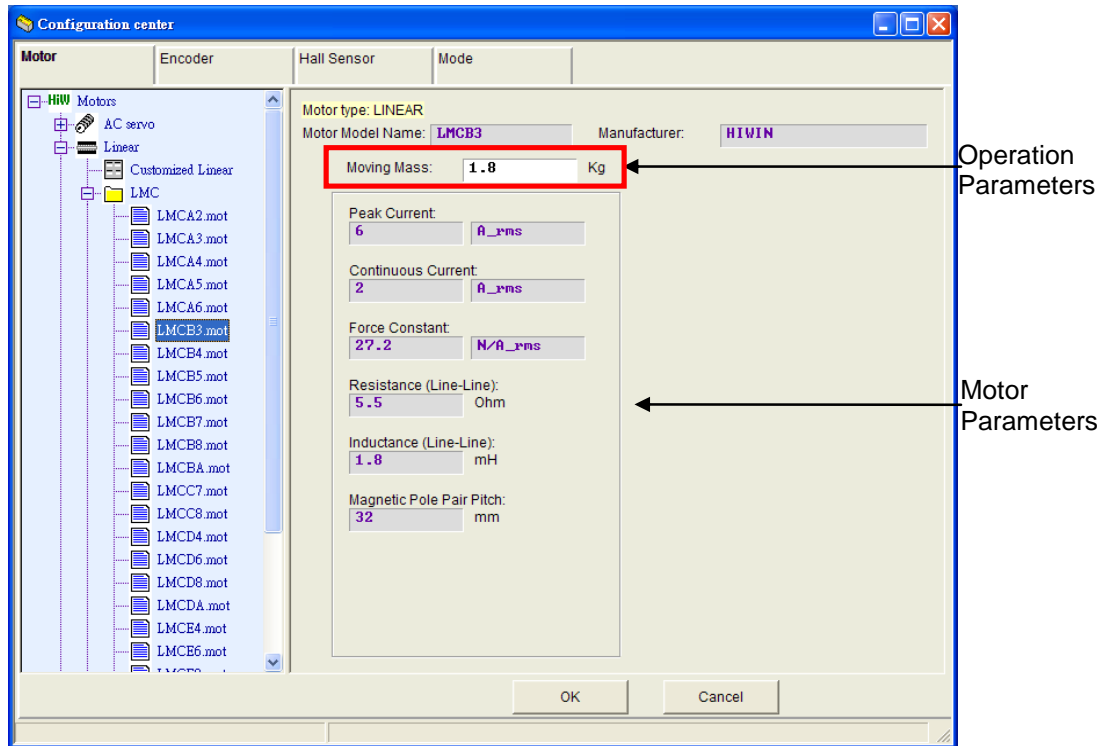 Configuration center
Motor Encoder Hall Sensor Mode
HiW Motors
AC servo
Linear
Customized Linear
LMC
LMCA2.mot
LMCA3.mot
LMCA4.mot
LMCA5.mot
LMCA6.mot
LMCB3.mot
LMCB4.mot
LMCB5.mot
LMCB6.mot
LMCB7.mot
LMCB8.mot
LMCBA.mot
LMCC7.mot
LMCC8.mot
LMCD4.mot
LMCD6.mot
LMCD8.mot
LMCDA.mot
LMCE4.mot
LMCE6.mot
Motor type: LINEAR
Motor Model Name: LMCB3 Manufacturer: HIWIN
Moving Mass: 1.8 Kg
Peak Current:
6 A_rms
Continuous Current:
2 A_rms
Force Constant:
27.2 N/A_rms
Resistance (Line-Line):
5.5 Ohm
Inductance (Line-Line):
1.8 mH
Magnetic Pole Pair Pitch:
32 mm
OK Cancel
Operation
Parameters
Motor
Parameters